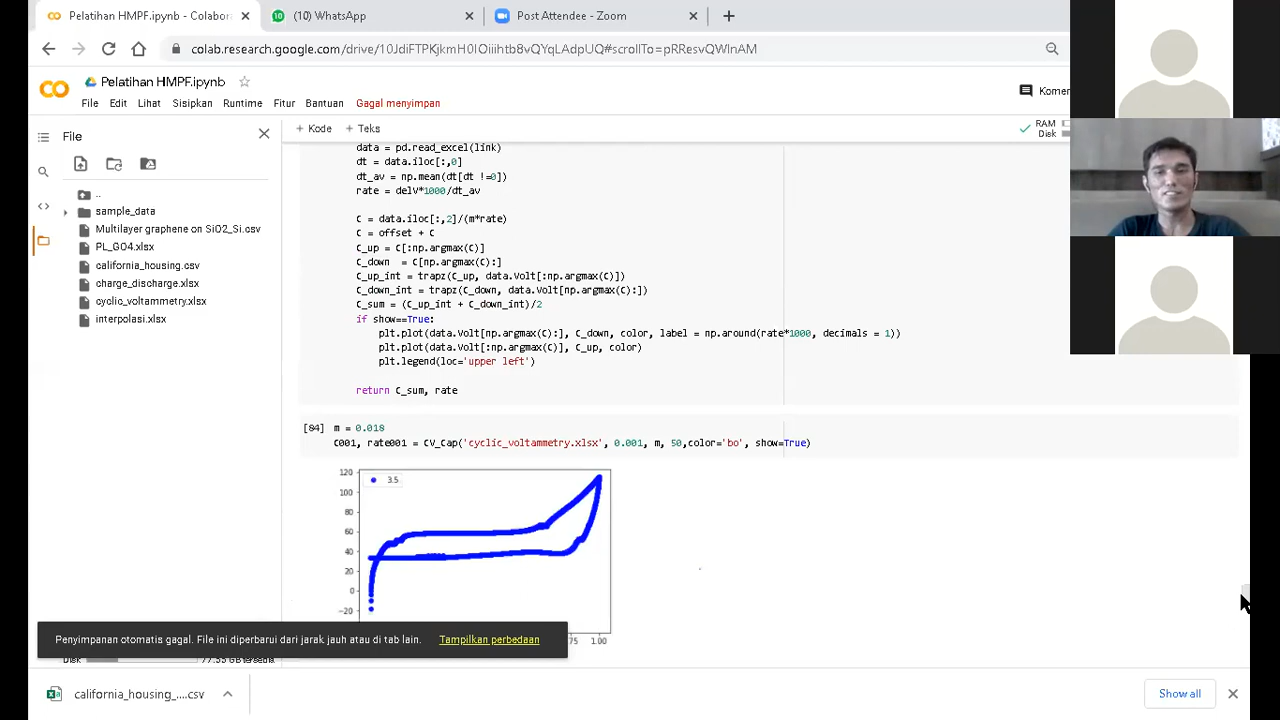 Pelatihan HMPF.ipynb - Colabora
(10) WhatsApp
Post Attendee - Zoom
colab.research.google.com/drive/10JdiFTPKjkmH0IOiiihtb8vQYqLAdpUQ#scrollTo=pRResvQWlnAM
Pelatihan HMPF.ipynb
File Edit Lihat Sisipkan Runtime Fitur Bantuan Gagal menyimpan
Komen
File
+ Kode + Teks
RAM
Disk
..
sample_data
Multilayer graphene on SiO2_Si.csv
PL_GO4.xlsx
california_housing.csv
charge_discharge.xlsx
cyclic_voltammetry.xlsx
interpolasi.xlsx
data = pd.read_excel(link)
dt = data.iloc[:,0]
dt_av = np.mean(dt[dt !=0])
rate = delV*1000/dt_av
C = data.iloc[:,2]/(m*rate)
C = offset + C
C_up = C[:np.argmax(C)]
C_down = C[np.argmax(C):]
C_up_int = trapz(C_up, data.Volt[:np.argmax(C)])
C_down_int = trapz(C_down, data.Volt[np.argmax(C):])
C_sum = (C_up_int + C_down_int)/2
if show==True:
plt.plot(data.Volt[np.argmax(C):], C_down, color, label = np.around(rate*1000, decimals = 1))
plt.plot(data.Volt[:np.argmax(C)], C_up, color)
plt.legend(loc='upper left')
return C_sum, rate
[84] m = 0.018
C001, rate001 = CV_Cap('cyclic_voltammetry.xlsx', 0.001, m, 50,color='bo', show=True)
120
100
80
60
40
20
0
−20
3.5
75 1.00
Penyimpanan otomatis gagal. File ini diperbarui dari jarak jauh atau di tab lain. Tampilkan perbedaan
Disk 77.55 GB tersedia
california_housing_....csv
Show all